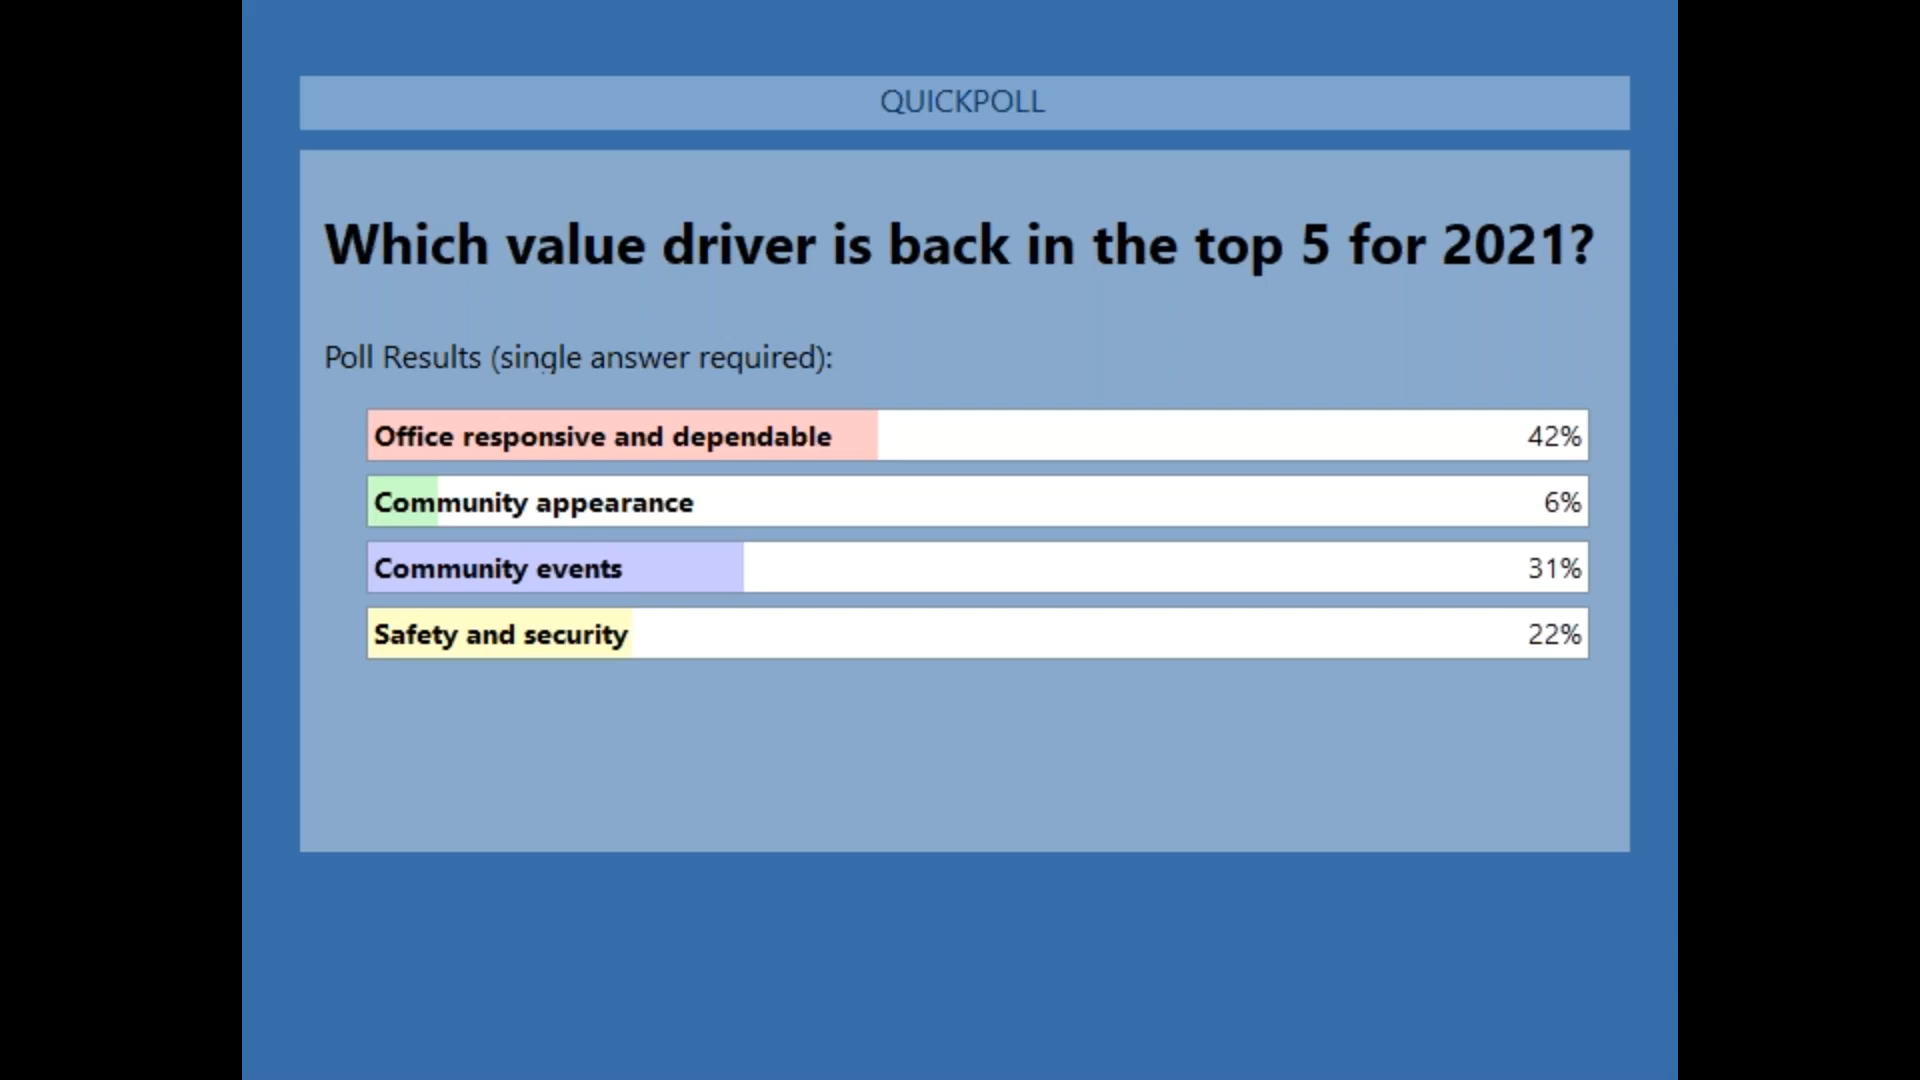 QUICKPOLL
Which value driver is back in the top 5 for 2021?
Poll Results (single answer required):
Office responsive and dependable 42%
Community appearance 6%
Community events 31%
Safety and security 22%